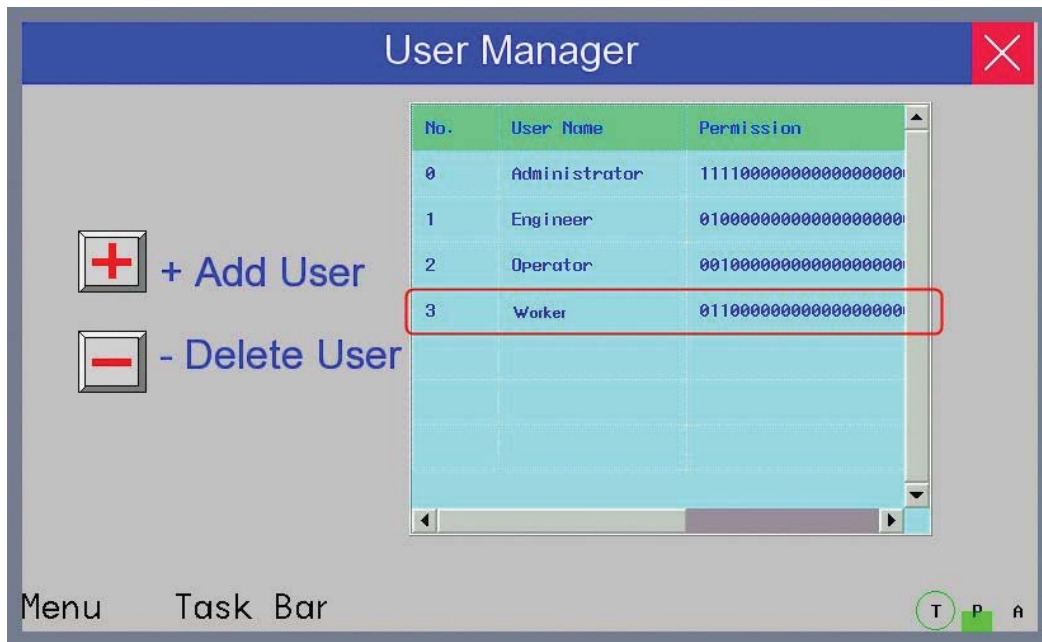 User Manager
No. User Name Permission
0 Administrator 11110000000000000000
1 Engineer 01000000000000000000
2 Operator 00100000000000000000
3 Worker 01100000000000000000
+ Add User
- Delete User
Menu Task Bar
T P A